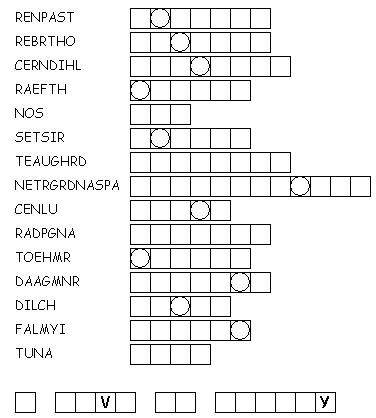 RENPAST
REBRTHO
CERNDIHL
RAEFTH
NOS
SETSIR
TEAUGHRD
NETRGRDNASPA
CENLU
RADPGNA
TOEHMR
DAAGMNR
DILCH
FALMYI
TUNA
V Y